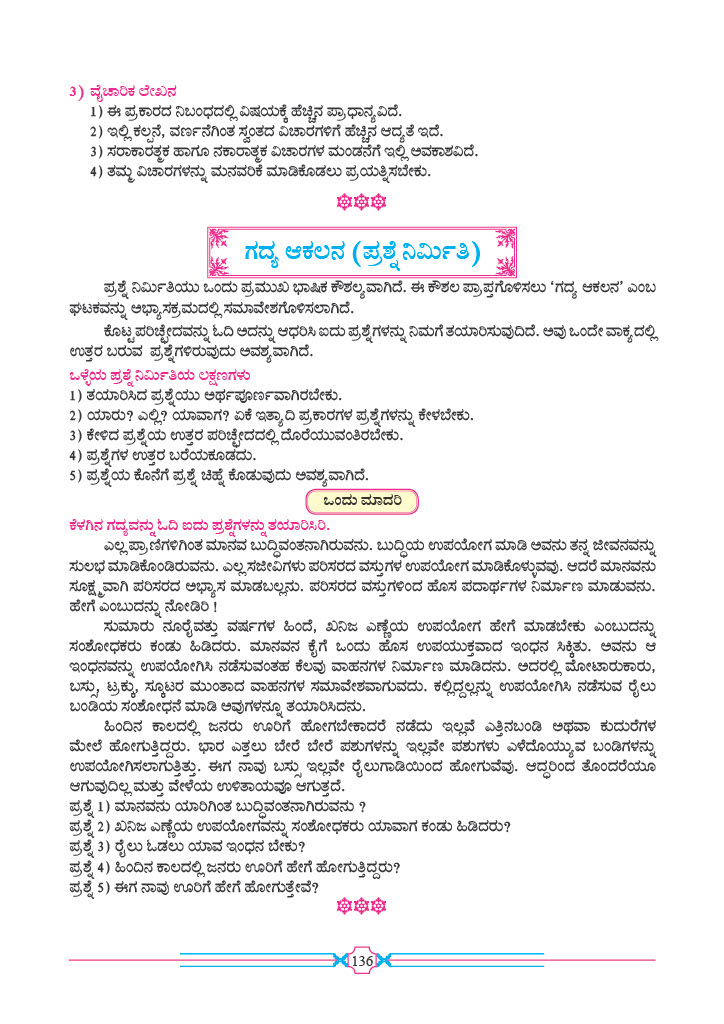 3) ವೈಚಾರಿಕ ಲೇಖನ
1) ಈ ಪ್ರಕಾರದ ನಿಬಂಧದಲ್ಲಿ ವಿಷಯಕ್ಕೆ ಹೆಚ್ಚಿನ ಪ್ರಾಧಾನ್ಯವಿದೆ.
2) ಇಲ್ಲಿ ಕಲ್ಪನೆ, ವರ್ಣನೆಗಿಂತ ಸ್ವಂತದ ವಿಚಾರಗಳಿಗೆ ಹೆಚ್ಚಿನ ಆದ್ಯತೆ ಇದೆ.
3) ಸರಾಕಾರತ್ಮಕ ಹಾಗೂ ನಕಾರಾತ್ಮಕ ವಿಚಾರಗಳ ಮಂಡನೆಗೆ ಇಲ್ಲಿ ಅವಕಾಶವಿದೆ.
4) ತಮ್ಮ ವಿಚಾರಗಳನ್ನು ಮನವರಿಕೆ ಮಾಡಿಕೊಡಲು ಪ್ರಯತ್ನಿಸಬೇಕು.
ಗದ್ಯ ಆಕಲನ (ಪ್ರಶ್ನೆ ನಿರ್ಮಿತಿ)
ಪ್ರಶ್ನೆ ನಿರ್ಮಿತಿಯು ಒಂದು ಪ್ರಮುಖ ಭಾಷಿಕ ಕೌಶಲ್ಯವಾಗಿದೆ. ಈ ಕೌಶಲ ಪ್ರಾಪ್ತಗೊಳಿಸಲು ‘ಗದ್ಯ ಆಕಲನ’ ಎಂಬ
ಘಟಕವನ್ನು ಅಭ್ಯಾಸಕ್ರಮದಲ್ಲಿ ಸಮಾವೇಶಗೊಳಿಸಲಾಗಿದೆ.
ಕೊಟ್ಟ ಪರಿಚ್ಛೇದವನ್ನು ಓದಿ ಅದನ್ನು ಆಧರಿಸಿ ಐದು ಪ್ರಶ್ನೆಗಳನ್ನು ನಿಮಗೆ ತಯಾರಿಸುವುದಿದೆ. ಅವು ಒಂದೇ ವಾಕ್ಯದಲ್ಲಿ
ಉತ್ತರ ಬರುವ ಪ್ರಶ್ನೆಗಳಿರುವುದು ಅವಶ್ಯವಾಗಿದೆ.
ಒಳ್ಳೆಯ ಪ್ರಶ್ನೆ ನಿರ್ಮಿತಿಯ ಲಕ್ಷಣಗಳು
1) ತಯಾರಿಸಿದ ಪ್ರಶ್ನೆಯು ಅರ್ಥಪೂರ್ಣವಾಗಿರಬೇಕು.
2) ಯಾರು? ಎಲ್ಲಿ? ಯಾವಾಗ? ಏಕೆ ಇತ್ಯಾದಿ ಪ್ರಕಾರಗಳ ಪ್ರಶ್ನೆಗಳನ್ನು ಕೇಳಬೇಕು.
3) ಕೇಳಿದ ಪ್ರಶ್ನೆಯ ಉತ್ತರ ಪರಿಚ್ಛೇದದಲ್ಲಿ ದೊರೆಯುವಂತಿರಬೇಕು.
4) ಪ್ರಶ್ನೆಗಳ ಉತ್ತರ ಬರೆಯಕೂಡದು.
5) ಪ್ರಶ್ನೆಯ ಕೊನೆಗೆ ಪ್ರಶ್ನೆ ಚಿಹ್ನೆ ಕೊಡುವುದು ಅವಶ್ಯವಾಗಿದೆ.
ಒಂದು ಮಾದರಿ
ಕೆಳಗಿನ ಗದ್ಯವನ್ನು ಓದಿ ಐದು ಪ್ರಶ್ನೆಗಳನ್ನು ತಯಾರಿಸಿರಿ.
ಎಲ್ಲ ಪ್ರಾಣಿಗಳಿಗಿಂತ ಮಾನವ ಬುದ್ಧಿವಂತನಾಗಿರುವನು. ಬುದ್ಧಿಯ ಉಪಯೋಗ ಮಾಡಿ ಅವನು ತನ್ನ ಜೀವನವನ್ನು
ಸುಲಭ ಮಾಡಿಕೊಂಡಿರುವನು. ಎಲ್ಲ ಸಜೀವಿಗಳು ಪರಿಸರದ ವಸ್ತುಗಳ ಉಪಯೋಗ ಮಾಡಿಕೊಳ್ಳುವವು. ಆದರೆ ಮಾನವನು
ಸೂಕ್ಷ್ಮವಾಗಿ ಪರಿಸರದ ಅಭ್ಯಾಸ ಮಾಡಬಲ್ಲನು. ಪರಿಸರದ ವಸ್ತುಗಳಿಂದ ಹೊಸ ಪದಾರ್ಥಗಳ ನಿರ್ಮಾಣ ಮಾಡುವನು.
ಹೇಗೆ ಎಂಬುದನ್ನು ನೋಡಿರಿ !
ಸುಮಾರು ನೂರೈವತ್ತು ವರ್ಷಗಳ ಹಿಂದೆ, ಖನಿಜ ಎಣ್ಣೆಯ ಉಪಯೋಗ ಹೇಗೆ ಮಾಡಬೇಕು ಎಂಬುದನ್ನು
ಸಂಶೋಧಕರು ಕಂಡು ಹಿಡಿದರು. ಮಾನವನ ಕೈಗೆ ಒಂದು ಹೊಸ ಉಪಯುಕ್ತವಾದ ಇಂಧನ ಸಿಕ್ಕಿತು. ಅವನು ಆ
ಇಂಧನವನ್ನು ಉಪಯೋಗಿಸಿ ನಡೆಸುವಂತಹ ಕೆಲವು ವಾಹನಗಳ ನಿರ್ಮಾಣ ಮಾಡಿದನು. ಅದರಲ್ಲಿ ಮೋಟಾರುಕಾರು,
ಬಸ್ಸು, ಟ್ರಕ್ಕು, ಸ್ಕೂಟರ ಮುಂತಾದ ವಾಹನಗಳ ಸಮಾವೇಶವಾಗುವದು. ಕಲ್ಲಿದ್ದಲ್ಲನ್ನು ಉಪಯೋಗಿಸಿ ನಡೆಸುವ ರೈಲು
ಬಂಡಿಯ ಸಂಶೋಧನೆ ಮಾಡಿ ಅವುಗಳನ್ನೂ ತಯಾರಿಸಿದನು.
ಹಿಂದಿನ ಕಾಲದಲ್ಲಿ ಜನರು ಊರಿಗೆ ಹೋಗಬೇಕಾದರೆ ನಡೆದು ಇಲ್ಲವೆ ಎತ್ತಿನಬಂಡಿ ಅಥವಾ ಕುದುರೆಗಳ
ಮೇಲೆ ಹೋಗುತ್ತಿದ್ದರು. ಭಾರ ಎತ್ತಲು ಬೇರೆ ಬೇರೆ ಪಶುಗಳನ್ನು ಇಲ್ಲವೇ ಪಶುಗಳು ಎಳೆದೊಯ್ಯುವ ಬಂಡಿಗಳನ್ನು
ಉಪಯೋಗಿಸಲಾಗುತ್ತಿತ್ತು. ಈಗ ನಾವು ಬಸ್ಸು ಇಲ್ಲವೇ ರೈಲುಗಾಡಿಯಿಂದ ಹೋಗುವೆವು. ಆದ್ಧರಿಂದ ತೊಂದರೆಯೂ
ಆಗುವುದಿಲ್ಲ ಮತ್ತು ವೇಳೆಯ ಉಳಿತಾಯವೂ ಆಗುತ್ತದೆ.
ಪ್ರಶ್ನೆ 1) ಮಾನವನು ಯಾರಿಗಿಂತ ಬುದ್ಧಿವಂತನಾಗಿರುವನು ?
ಪ್ರಶ್ನೆ 2) ಖನಿಜ ಎಣ್ಣೆಯ ಉಪಯೋಗವನ್ನು ಸಂಶೋಧಕರು ಯಾವಾಗ ಕಂಡು ಹಿಡಿದರು?
ಪ್ರಶ್ನೆ 3) ರೈಲು ಓಡಲು ಯಾವ ಇಂಧನ ಬೇಕು?
ಪ್ರಶ್ನೆ 4) ಹಿಂದಿನ ಕಾಲದಲ್ಲಿ ಜನರು ಊರಿಗೆ ಹೇಗೆ ಹೋಗುತ್ತಿದ್ದರು?
ಪ್ರಶ್ನೆ 5) ಈಗ ನಾವು ಊರಿಗೆ ಹೇಗೆ ಹೋಗುತ್ತೇವೆ?
136